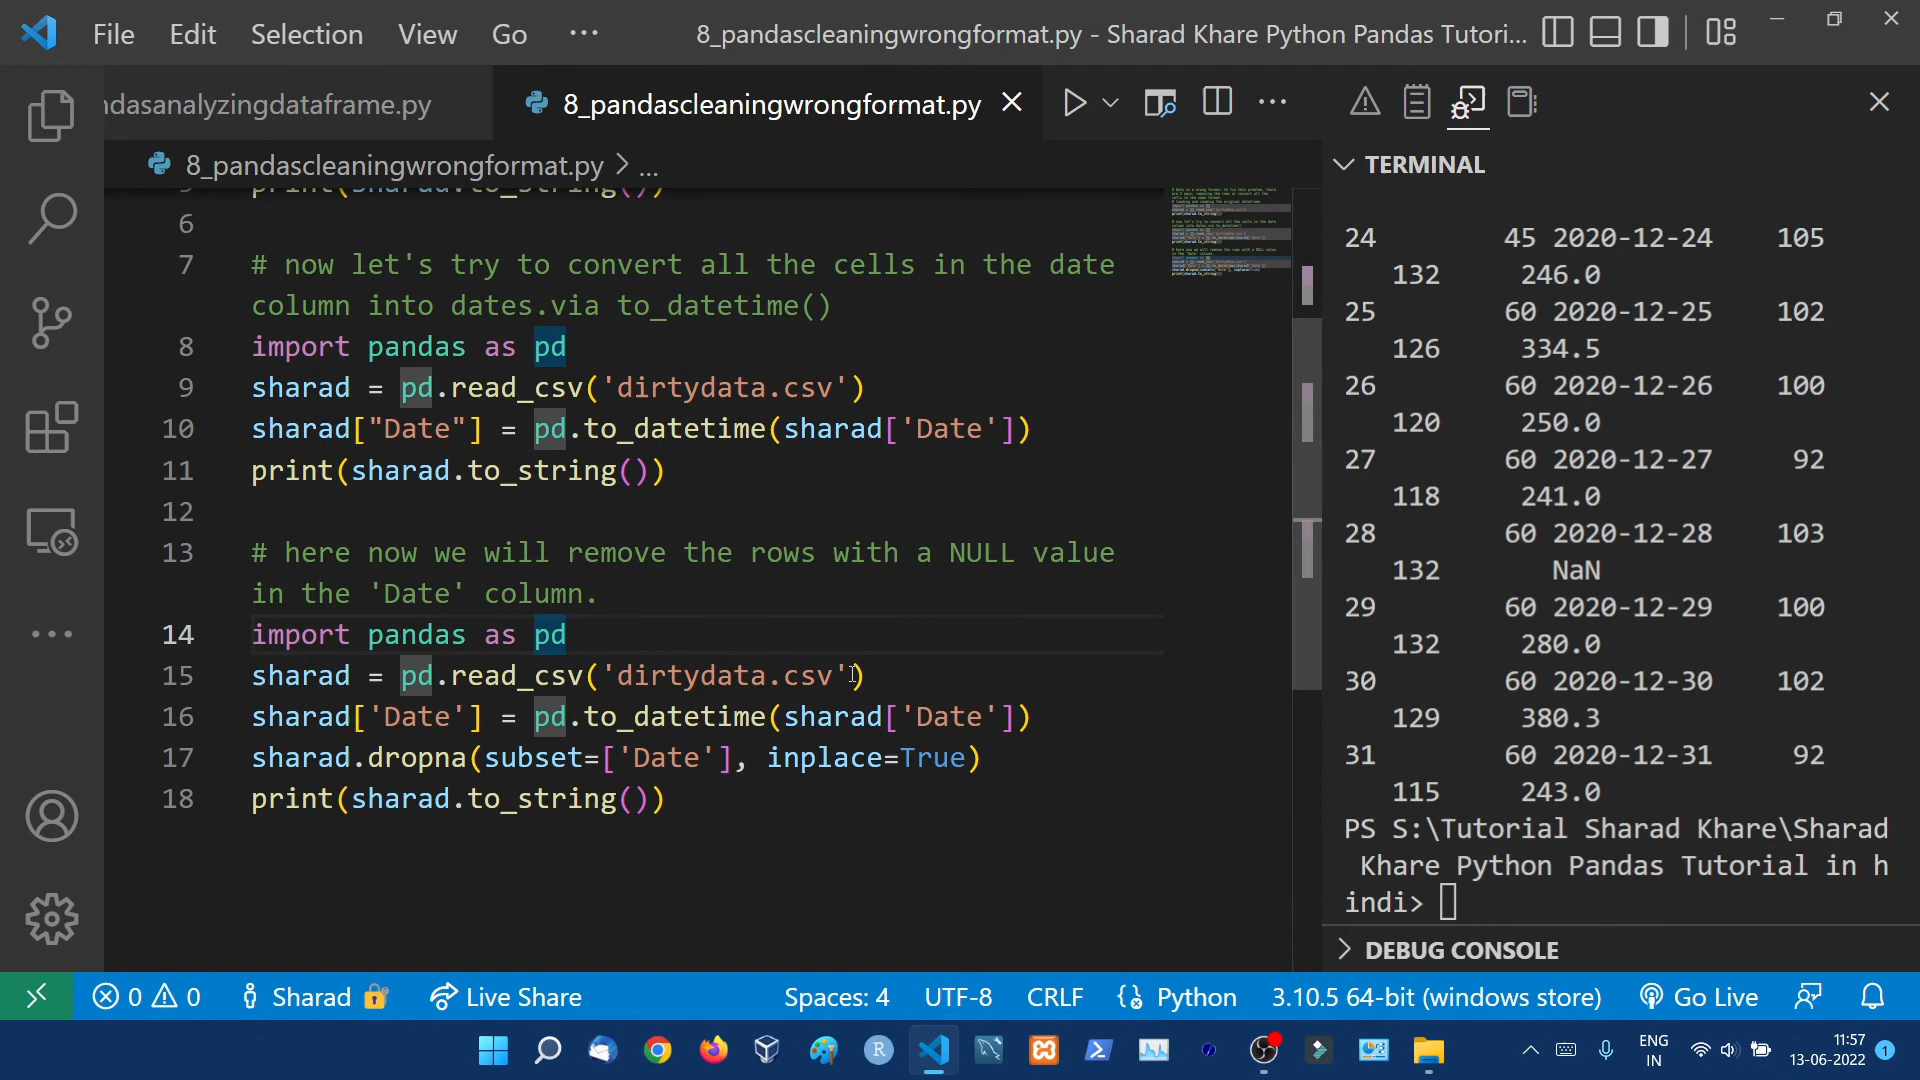 File Edit Selection View Go ··· 8_pandascleaningwrongformat.py - Sharad Khare Python Pandas Tutori...
ndasanalyzingdataframe.py 8_pandascleaningwrongformat.py
8_pandascleaningwrongformat.py > ...
print(sharad.to_string())
6
7 # now let's try to convert all the cells in the date
column into dates.via to_datetime()
8 import pandas as pd
9 sharad = pd.read_csv('dirtydata.csv')
10 sharad["Date"] = pd.to_datetime(sharad['Date'])
11 print(sharad.to_string())
12
13 # here now we will remove the rows with a NULL value
in the 'Date' column.
14 import pandas as pd
15 sharad = pd.read_csv('dirtydata.csv')
16 sharad['Date'] = pd.to_datetime(sharad['Date'])
17 sharad.dropna(subset=['Date'], inplace=True)
18 print(sharad.to_string())
TERMINAL
24 45 2020-12-24 105
132 246.0
25 60 2020-12-25 102
126 334.5
26 60 2020-12-26 100
120 250.0
27 60 2020-12-27 92
118 241.0
28 60 2020-12-28 103
132 NaN
29 60 2020-12-29 100
132 280.0
30 60 2020-12-30 102
129 380.3
31 60 2020-12-31 92
115 243.0
PS S:\Tutorial Sharad Khare\Sharad
Khare Python Pandas Tutorial in h
indi>
DEBUG CONSOLE
0 0 Sharad Live Share Spaces: 4 UTF-8 CRLF Python 3.10.5 64-bit (windows store) Go Live
R ENG
IN
11:57
13-06-2022 1